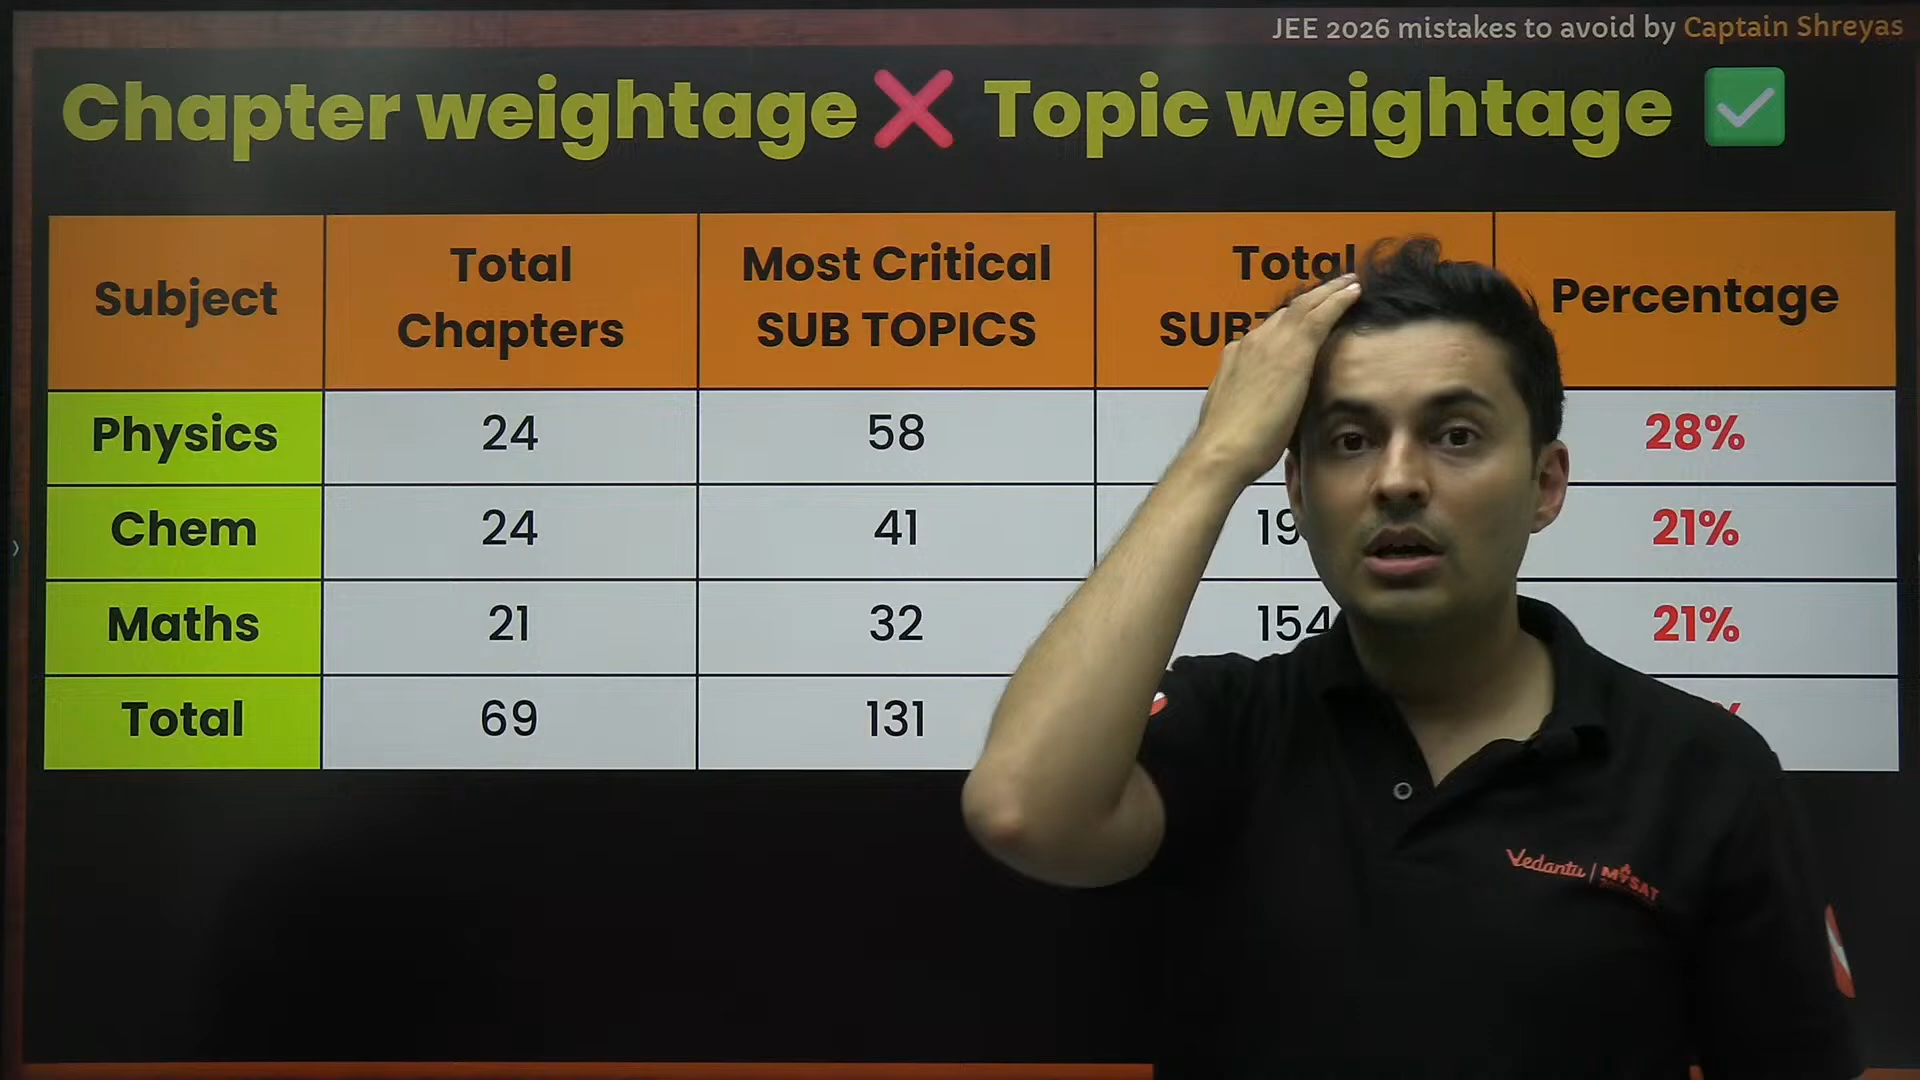 JEE 2026 mistakes to avoid by Captain Shreyas
Chapter weightage Topic weightage
Subject
Total
Chapters
Most Critical
SUB TOPICS
Total
Percentage
Physics 24 58 28%
Chem 24 41 21%
Maths 21 32 154 21%
Total 69 131
Vedantu | MVSAT